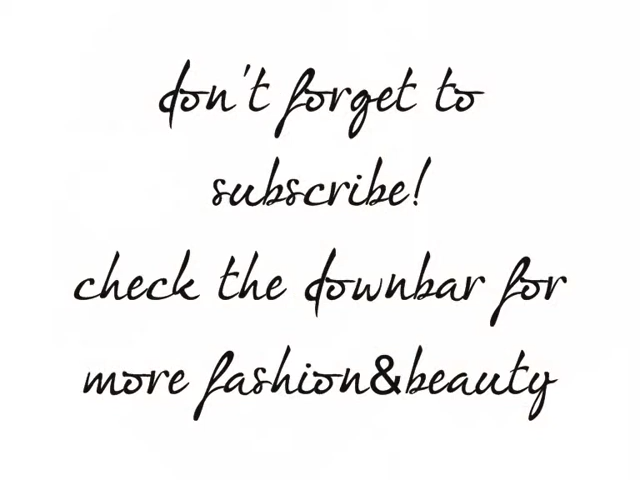 don't forget to
subscribe!
check the downbar for
more fashion&beauty